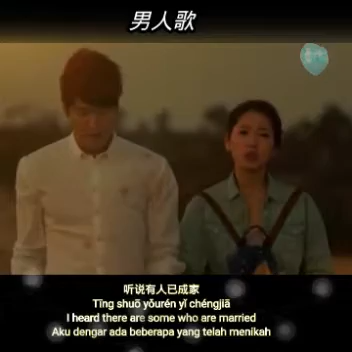 男人歌
听说有人已成家
Tīng shuō yǒurén yǐ chéngjiā
I heard there are some who are married
Aku dengar ada beberapa yang telah menikah